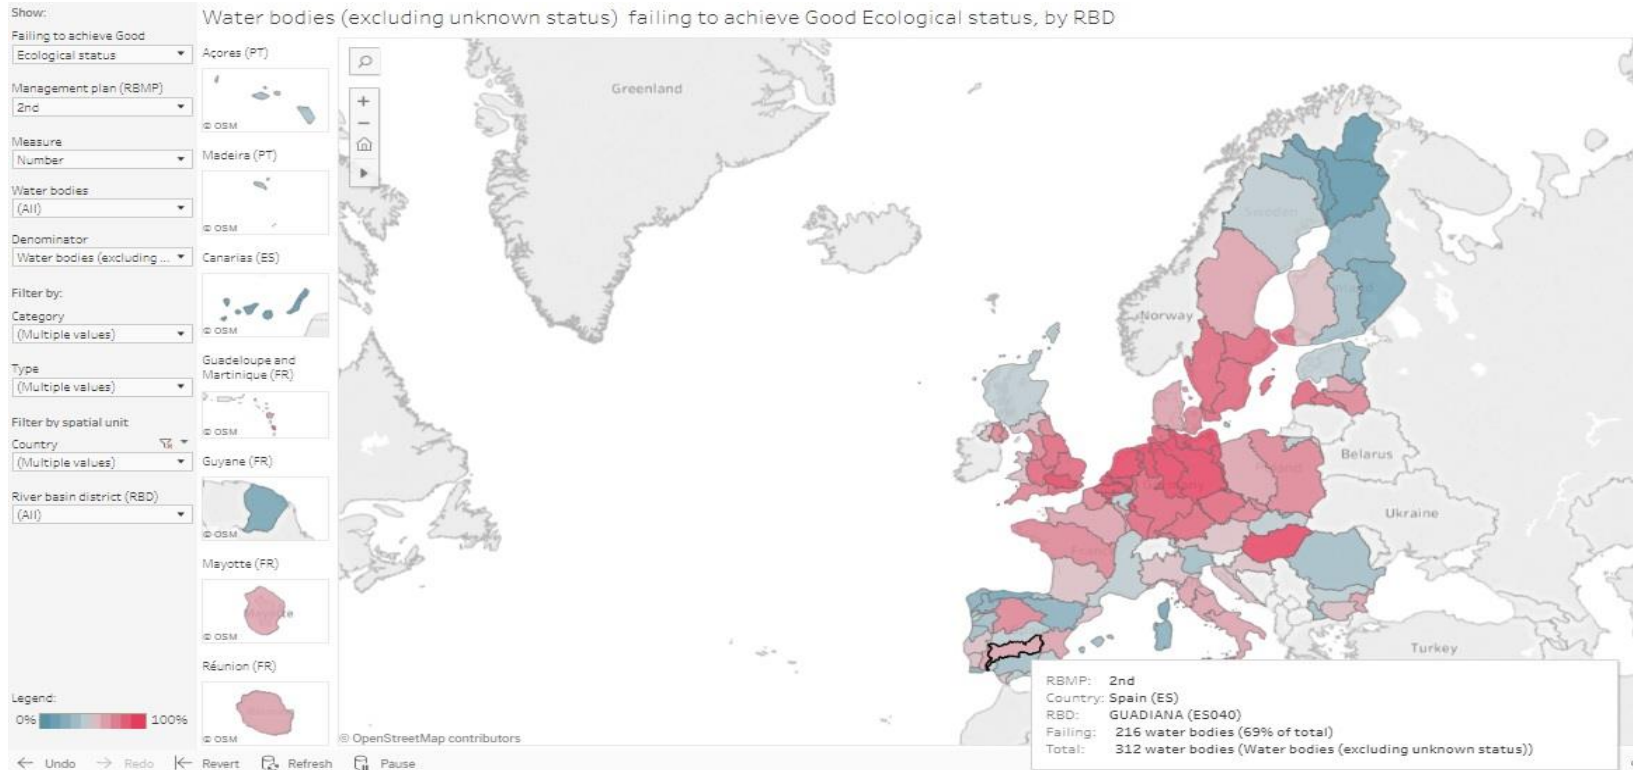 Show:
Failing to achieve Good
Ecological status
Management plan (RBMP)
2nd
Measure
Number
Water bodies
(All)
Denominator
Water bodies (excluding ...
Filter by:
Category
(Multiple values)
Type
(Multiple values)
Filter by spatial unit
Country
(Multiple values)
River basin district (RBD)
(All)
Legend:
0% 100%
Water bodies (excluding unknown status) failing to achieve Good Ecological status, by RBD
Açores (PT)
© OSM
Madeira (PT)
© OSM
Canarias (ES)
© OSM
Guadeloupe and
Martinique (FR)
© OSM
Guyane (FR)
© OSM
Mayotte (FR)
Mayotte
© OSM
Réunion (FR)
© OSM
Greenland
Sweden
Finland
Norway
Belarus
Poland
Germany
Ukraine
France
Turkey
© OpenStreetMap contributors
RBMP: 2nd
Country: Spain (ES)
RBD: GUADIANA (ES040)
Failing: 216 water bodies (69% of total)
Total: 312 water bodies (Water bodies (excluding unknown status))
Undo Redo Revert Refresh Pause